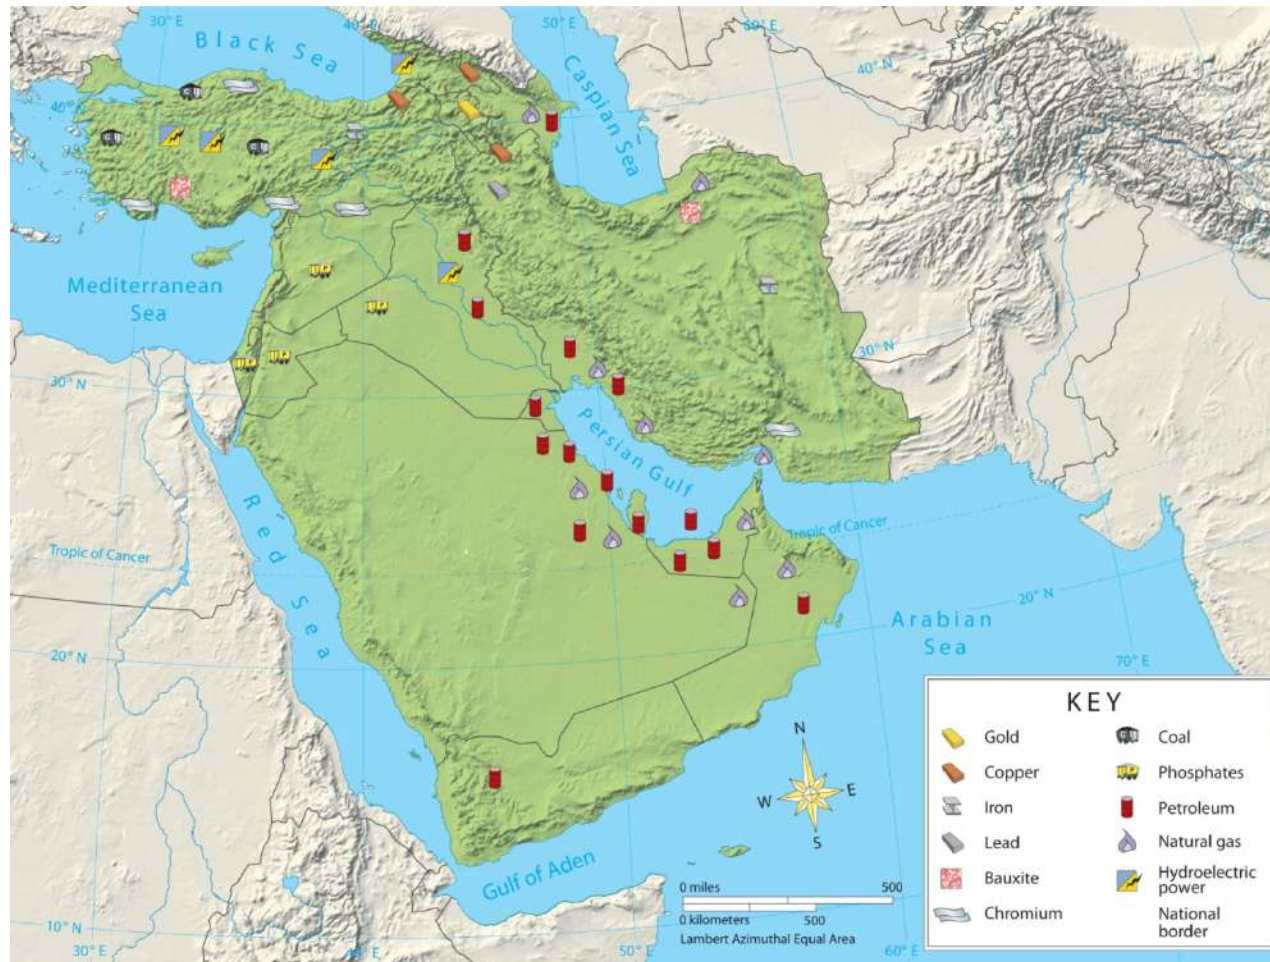 30° E
40° E
50° E
60° E
Black Sea
Caspian Sea
40° N
40° N
Mediterranean
Sea
30° N
30° N
Persian Gulf
Red Sea
Tropic of Cancer
Tropic of Cancer
20° N
Arabian
Sea
20° N
70° E
Gulf of Aden
10° N
30° E
40° E
50° E
60° E
N
W
E
S
0 miles 500
0 kilometers 500
Lambert Azimuthal Equal Area
KEY
Gold
Copper
Iron
Lead
Bauxite
Chromium
Coal
Phosphates
Petroleum
Natural gas
Hydroelectric
power
National
border